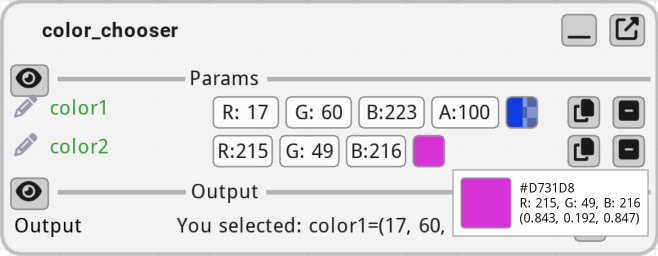 color_chooser
Params
color1 R: 17 G: 60 B:223 A:100
color2 R:215 G: 49 B:216
Output
#D731D8
R: 215, G: 49, B: 216
(0.843, 0.192, 0.847)
Output You selected: color1=(17, 60,